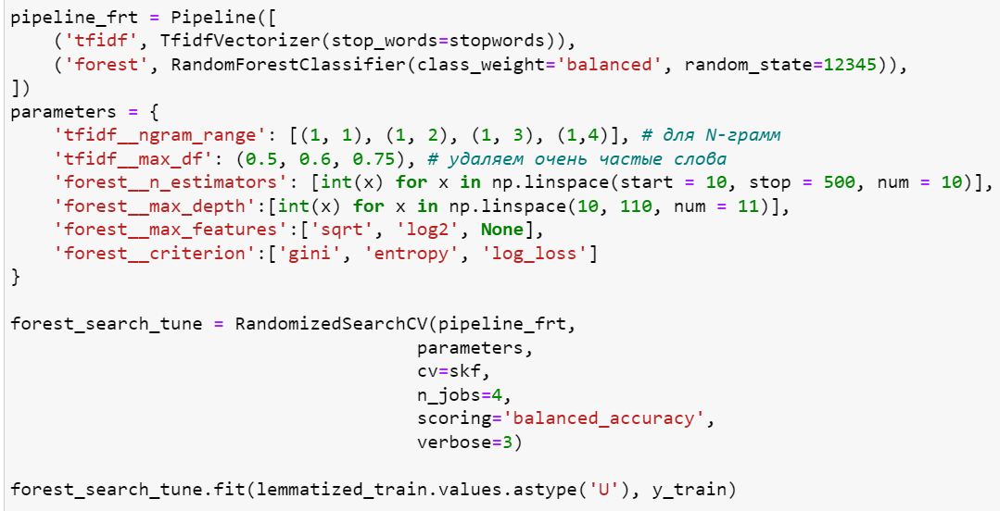 pipeline_frt = Pipeline([
    ('tfidf', TfidfVectorizer(stop_words=stopwords)),
    ('forest', RandomForestClassifier(class_weight='balanced', random_state=12345)),
])
parameters = {
    'tfidf__ngram_range': [(1, 1), (1, 2), (1, 3), (1,4)], # для N-грамм
    'tfidf__max_df': (0.5, 0.6, 0.75), # удаляем очень частые слова
    'forest__n_estimators': [int(x) for x in np.linspace(start = 10, stop = 500, num = 10)],
    'forest__max_depth':[int(x) for x in np.linspace(10, 110, num = 11)],
    'forest__max_features':['sqrt', 'log2', None],
    'forest__criterion':['gini', 'entropy', 'log_loss']
}
forest_search_tune = RandomizedSearchCV(pipeline_frt,
                                        parameters,
                                        cv=skf,
                                        n_jobs=4,
                                        scoring='balanced_accuracy',
                                        verbose=3)
forest_search_tune.fit(lemmatized_train.values.astype('U'), y_train)